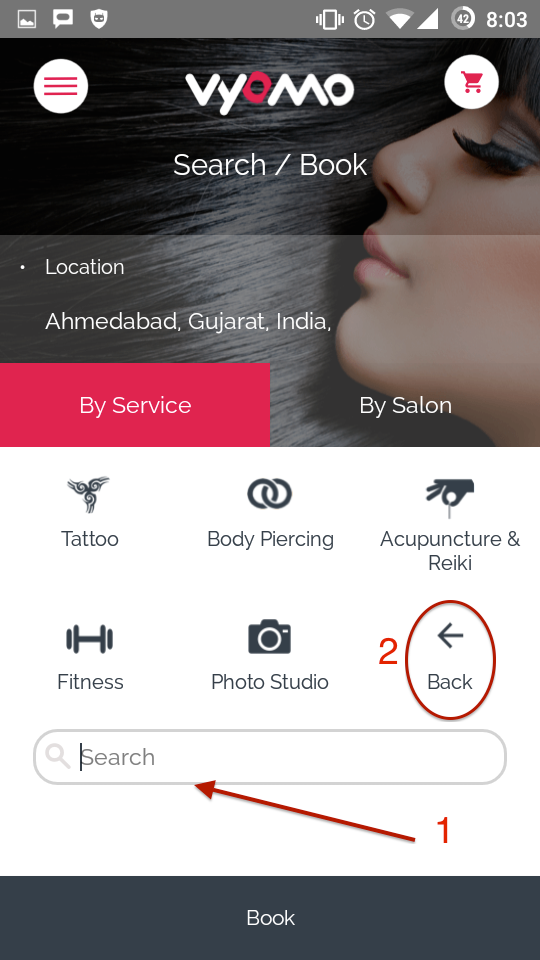 42 8:03
vyomo
Search / Book
• Location
Ahmedabad, Gujarat, India,
By Service By Salon
Tattoo Body Piercing Acupuncture &
Reiki
2
Fitness Photo Studio Back
Search
1
Book